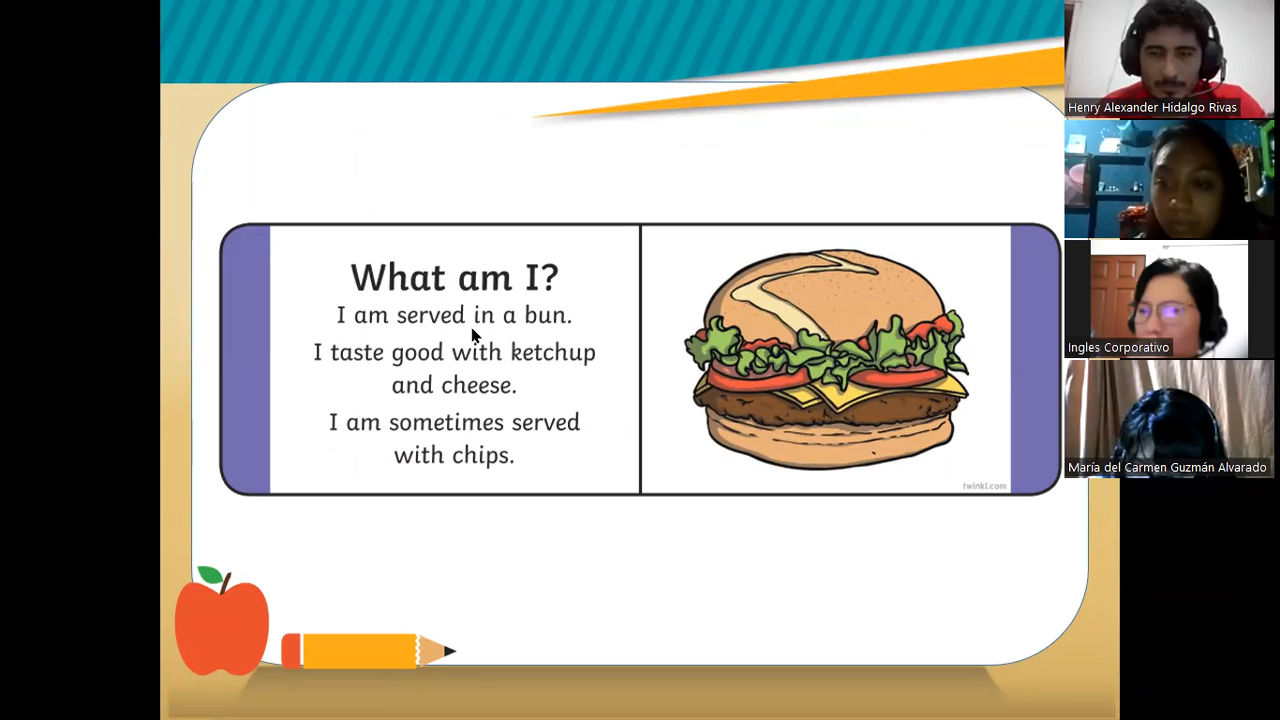 What am I?
I am served in a bun.
I taste good with ketchup
and cheese.
I am sometimes served
with chips.
twinkl.com
Henry Alexander Hidalgo Rivas
Ingles Corporativo
María del Carmen Guzmán Alvarado